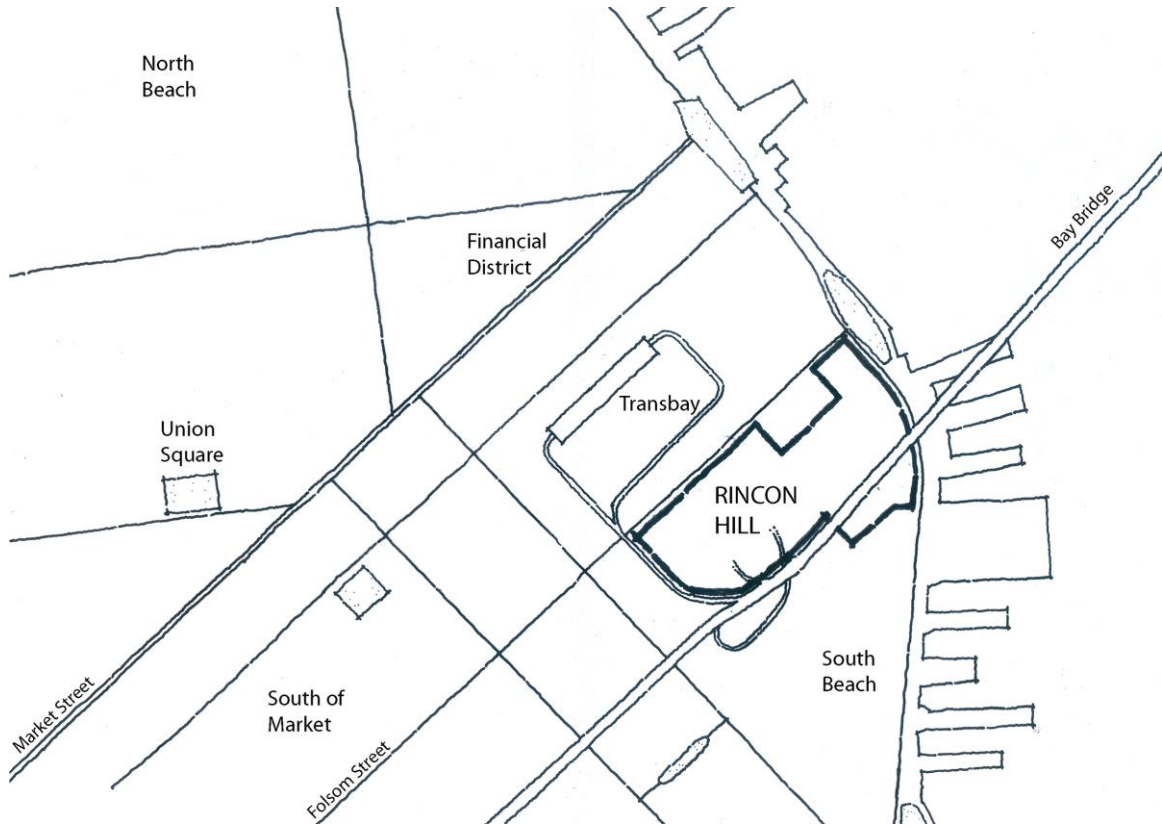 North
Beach
Financial
District
Bay Bridge
Transbay
Union
Square
RINCON
HILL
South
Beach
South of
Market
Market Street
Folsom Street